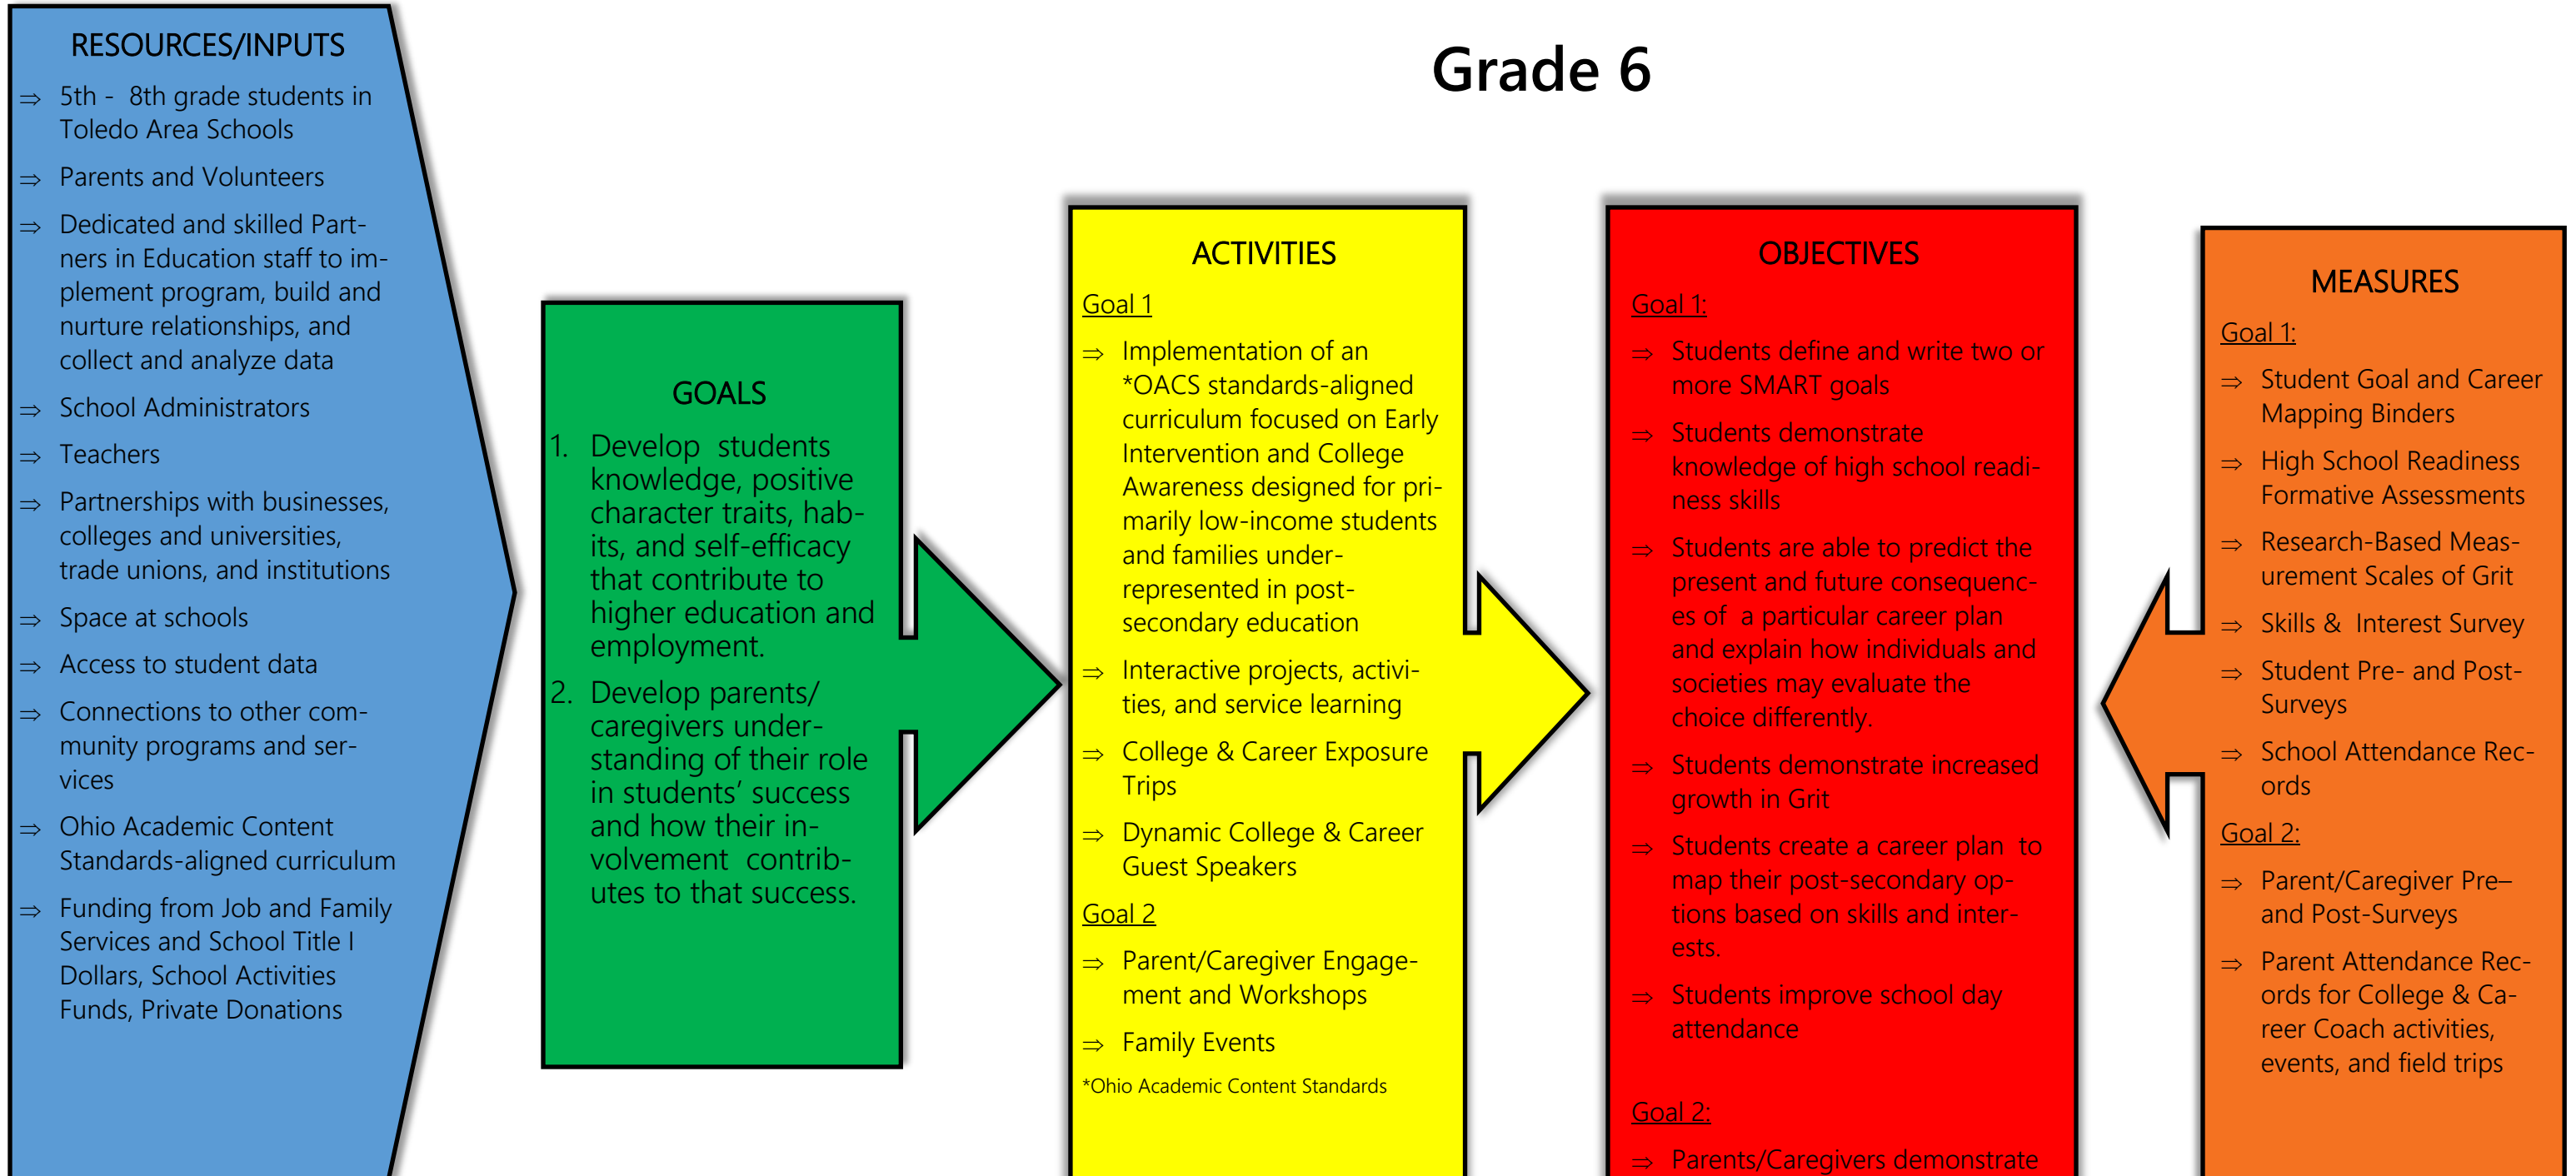 RESOURCES/INPUTS
⇒ 5th - 8th grade students in
Toledo Area Schools
⇒ Parents and Volunteers
⇒ Dedicated and skilled Part-
ners in Education staff to im-
plement program, build and
nurture relationships, and
collect and analyze data
⇒ School Administrators
⇒ Teachers
⇒ Partnerships with businesses,
colleges and universities,
trade unions, and institutions
⇒ Space at schools
⇒ Access to student data
⇒ Connections to other com-
munity programs and ser-
vices
⇒ Ohio Academic Content
Standards-aligned curriculum
⇒ Funding from Job and Family
Services and School Title I
Dollars, School Activities
Funds, Private Donations
Grade 6
GOALS
1. Develop students
knowledge, positive
character traits, hab-
its, and self-efficacy
that contribute to
higher education and
employment.
2. Develop parents/
caregivers under-
standing of their role
in students’ success
and how their in-
volvement contrib-
utes to that success.
ACTIVITIES
Goal 1
⇒ Implementation of an
*OACS standards-aligned
curriculum focused on Early
Intervention and College
Awareness designed for pri-
marily low-income students
and families under-
represented in post-
secondary education
⇒ Interactive projects, activi-
ties, and service learning
⇒ College & Career Exposure
Trips
⇒ Dynamic College & Career
Guest Speakers
Goal 2
⇒ Parent/Caregiver Engage-
ment and Workshops
⇒ Family Events
*Ohio Academic Content Standards
OBJECTIVES
Goal 1:
⇒ Students define and write two or
more SMART goals
⇒ Students demonstrate
knowledge of high school readi-
ness skills
⇒ Students are able to predict the
present and future consequenc-
es of a particular career plan
and explain how individuals and
societies may evaluate the
choice differently.
⇒ Students demonstrate increased
growth in Grit
⇒ Students create a career plan to
map their post-secondary op-
tions based on skills and inter-
ests.
⇒ Students improve school day
attendance
Goal 2:
⇒ Parents/Caregivers demonstrate
MEASURES
Goal 1:
⇒ Student Goal and Career
Mapping Binders
⇒ High School Readiness
Formative Assessments
⇒ Research-Based Meas-
urement Scales of Grit
⇒ Skills & Interest Survey
⇒ Student Pre- and Post-
Surveys
⇒ School Attendance Rec-
ords
Goal 2:
⇒ Parent/Caregiver Pre–
and Post-Surveys
⇒ Parent Attendance Rec-
ords for College & Ca-
reer Coach activities,
events, and field trips